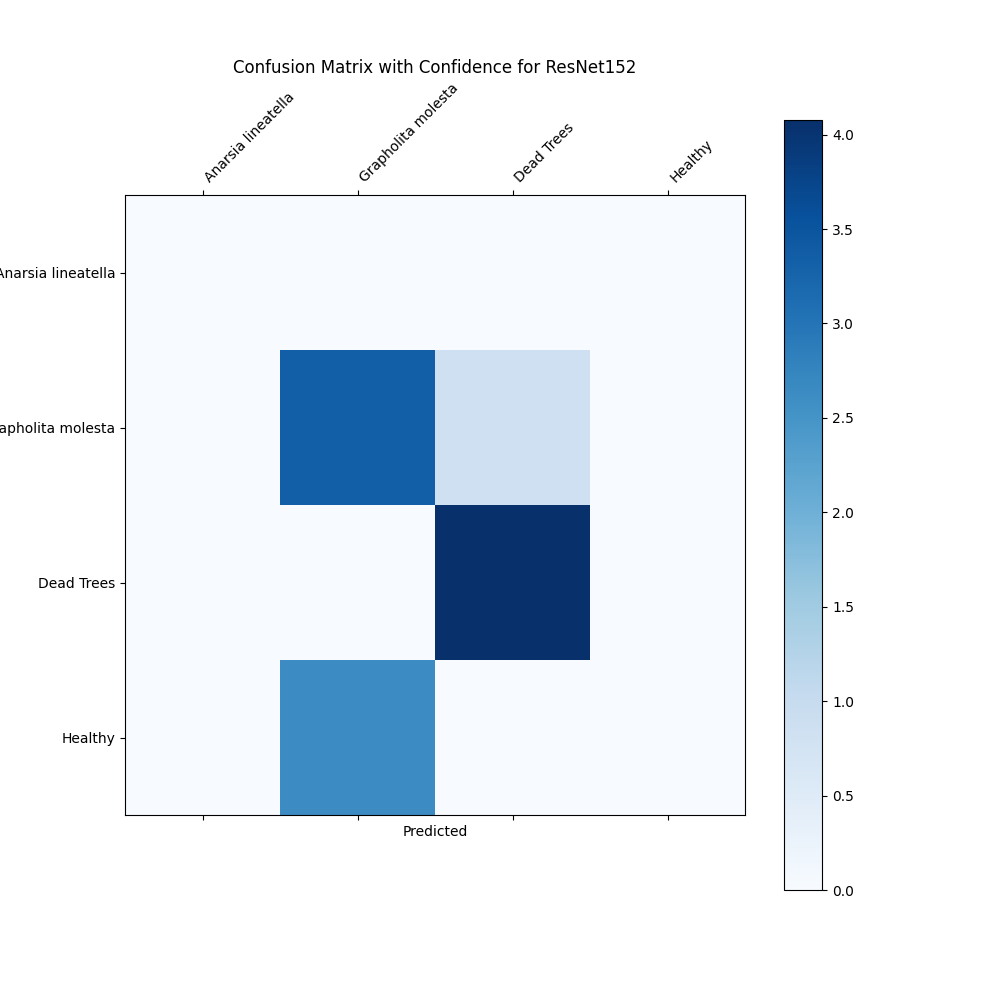 Confusion Matrix with Confidence for ResNet152
Anarsia lineatella
Grapholita molesta
Dead Trees
Healthy
Anarsia lineatella
apholita molesta
Dead Trees
Healthy
Predicted
4.0
3.5
3.0
2.5
2.0
1.5
1.0
0.5
0.0